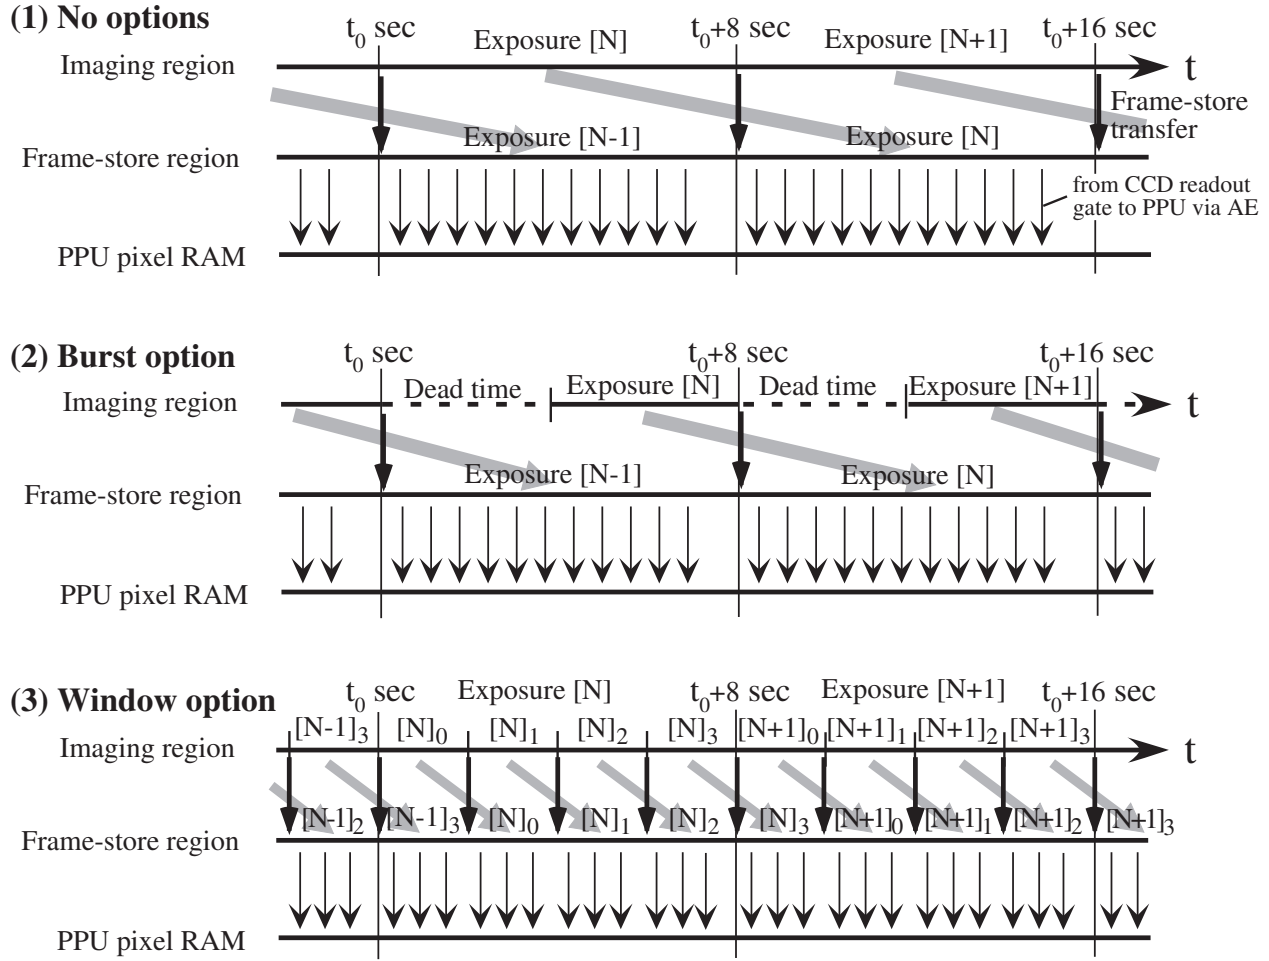 (1) No options
t0 sec
Exposure [N]
t0+8 sec
Exposure [N+1]
t0+16 sec
Imaging region
t
Frame-store
transfer
Exposure [N-1]
Exposure [N]
Frame-store region
from CCD readout
gate to PPU via AE
PPU pixel RAM
(2) Burst option
t0 sec
t0+8 sec
t0+16 sec
Dead time
Exposure [N]
Dead time
Exposure [N+1]
Imaging region
t
Exposure [N-1]
Exposure [N]
Frame-store region
PPU pixel RAM
(3) Window option
t0 sec
Exposure [N]
t0+8 sec
Exposure [N+1]
t0+16 sec
[N-1]3 [N]0 [N]1 [N]2 [N]3 [N+1]0 [N+1]1 [N+1]2 [N+1]3
Imaging region
t
[N-1]2 [N-1]3 [N]0 [N]1 [N]2 [N]3 [N+1]0 [N+1]1 [N+1]2 [N+1]3
Frame-store region
PPU pixel RAM